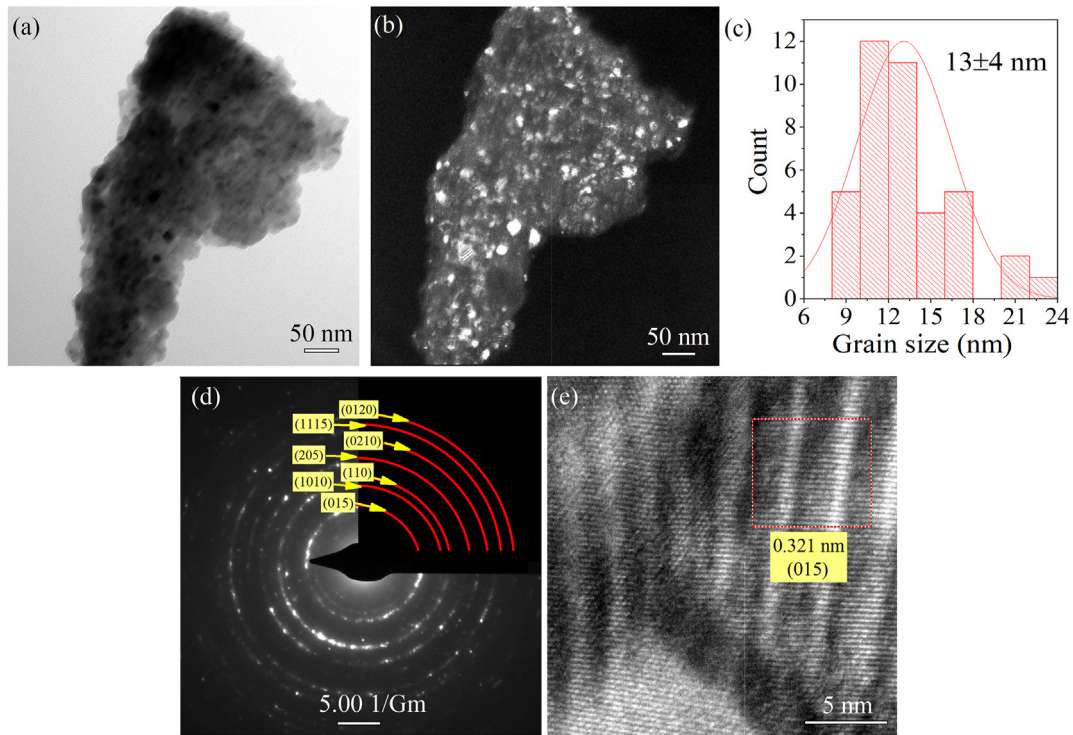 (a)
50 nm
(b)
50 nm
(c)
13±4 nm
Count
12
10
8
6
4
2
0
6 9 12 15 18 21 24
Grain size (nm)
(d)
(0120)
(1115)
(0210)
(205)
(110)
(1010)
(015)
5.00 1/Gm
(e)
0.321 nm
(015)
5 nm